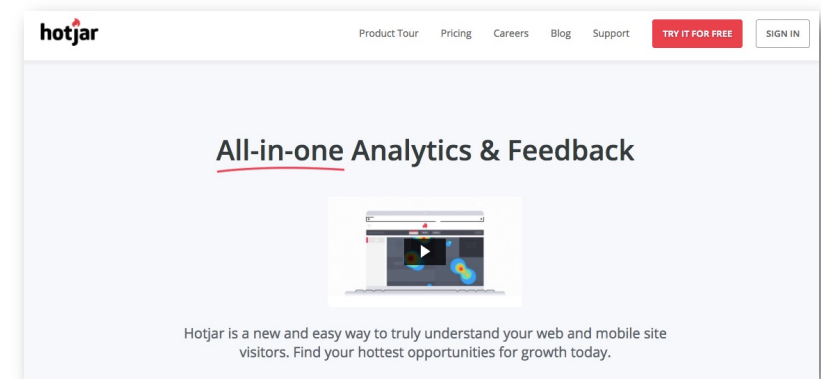 hotjar
Product Tour Pricing Careers Blog Support TRY IT FOR FREE SIGN IN
All-in-one Analytics & Feedback
Hotjar is a new and easy way to truly understand your web and mobile site
visitors. Find your hottest opportunities for growth today.